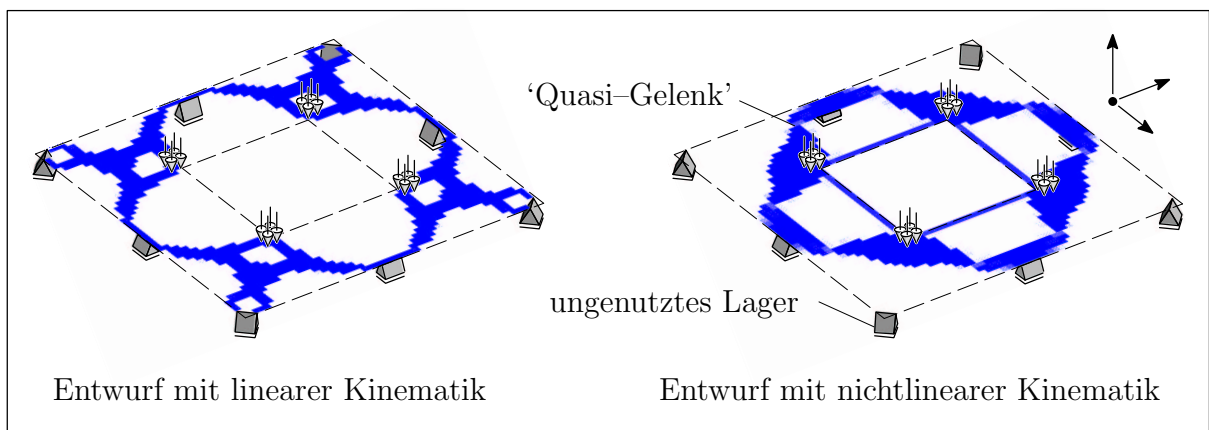 ‘Quasi–Gelenk’
ungenutztes Lager
Entwurf mit linearer Kinematik
Entwurf mit nichtlinearer Kinematik